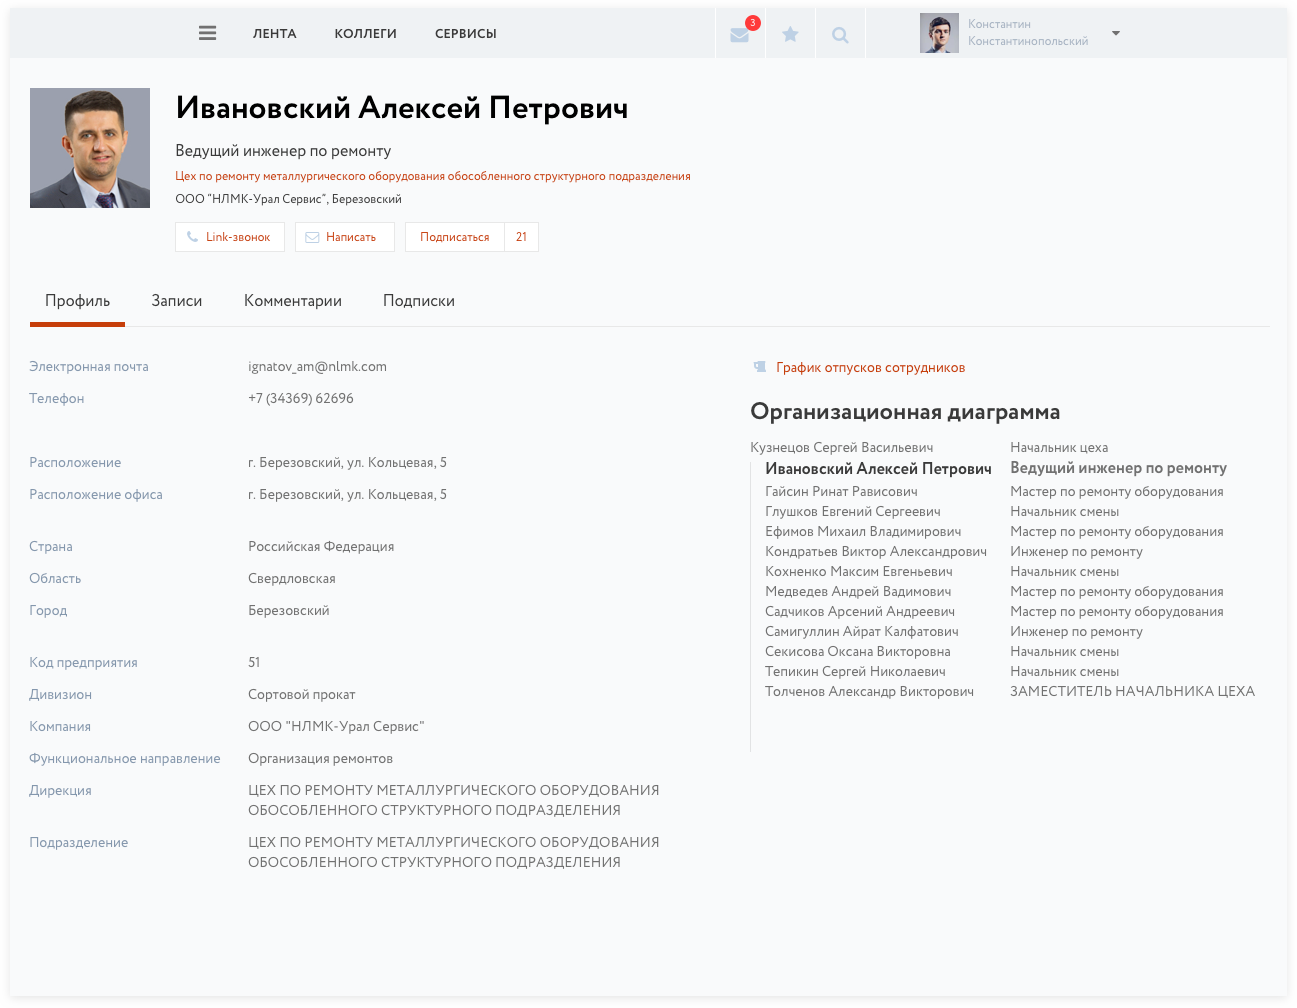 ЛЕНТА КОЛЛЕГИ СЕРВИСЫ 3 Константин
Константинопольский
Ивановский Алексей Петрович
Ведущий инженер по ремонту
Цех по ремонту металлургического оборудования обособленного структурного подразделения
ООО "НЛМК-Урал Сервис", Березовский
Link-звонок Написать Подписаться 21
Профиль Записи Комментарии Подписки
Электронная почта ignatov_am@nlmk.com
Телефон +7 (34369) 62696
Расположение г. Березовский, ул. Кольцевая, 5
Расположение офиса г. Березовский, ул. Кольцевая, 5
Страна Российская Федерация
Область Свердловская
Город Березовский
Код предприятия 51
Дивизион Сортовой прокат
Компания ООО "НЛМК-Урал Сервис"
Функциональное направление Организация ремонтов
Дирекция ЦЕХ ПО РЕМОНТУ МЕТАЛЛУРГИЧЕСКОГО ОБОРУДОВАНИЯ
ОБОСОБЛЕННОГО СТРУКТУРНОГО ПОДРАЗДЕЛЕНИЯ
Подразделение ЦЕХ ПО РЕМОНТУ МЕТАЛЛУРГИЧЕСКОГО ОБОРУДОВАНИЯ
ОБОСОБЛЕННОГО СТРУКТУРНОГО ПОДРАЗДЕЛЕНИЯ
График отпусков сотрудников
Организационная диаграмма
Кузнецов Сергей Васильевич Начальник цеха
Ивановский Алексей Петрович Ведущий инженер по ремонту
Гайсин Ринат Рависович Мастер по ремонту оборудования
Глушков Евгений Сергеевич Начальник смены
Ефимов Михаил Владимирович Мастер по ремонту оборудования
Кондратьев Виктор Александрович Инженер по ремонту
Кохненко Максим Евгеньевич Начальник смены
Медведев Андрей Вадимович Мастер по ремонту оборудования
Садчиков Арсений Андреевич Мастер по ремонту оборудования
Самигуллин Айрат Калфатович Инженер по ремонту
Секисова Оксана Викторовна Начальник смены
Тепикин Сергей Николаевич Начальник смены
Толченов Александр Викторович ЗАМЕСТИТЕЛЬ НАЧАЛЬНИКА ЦЕХА